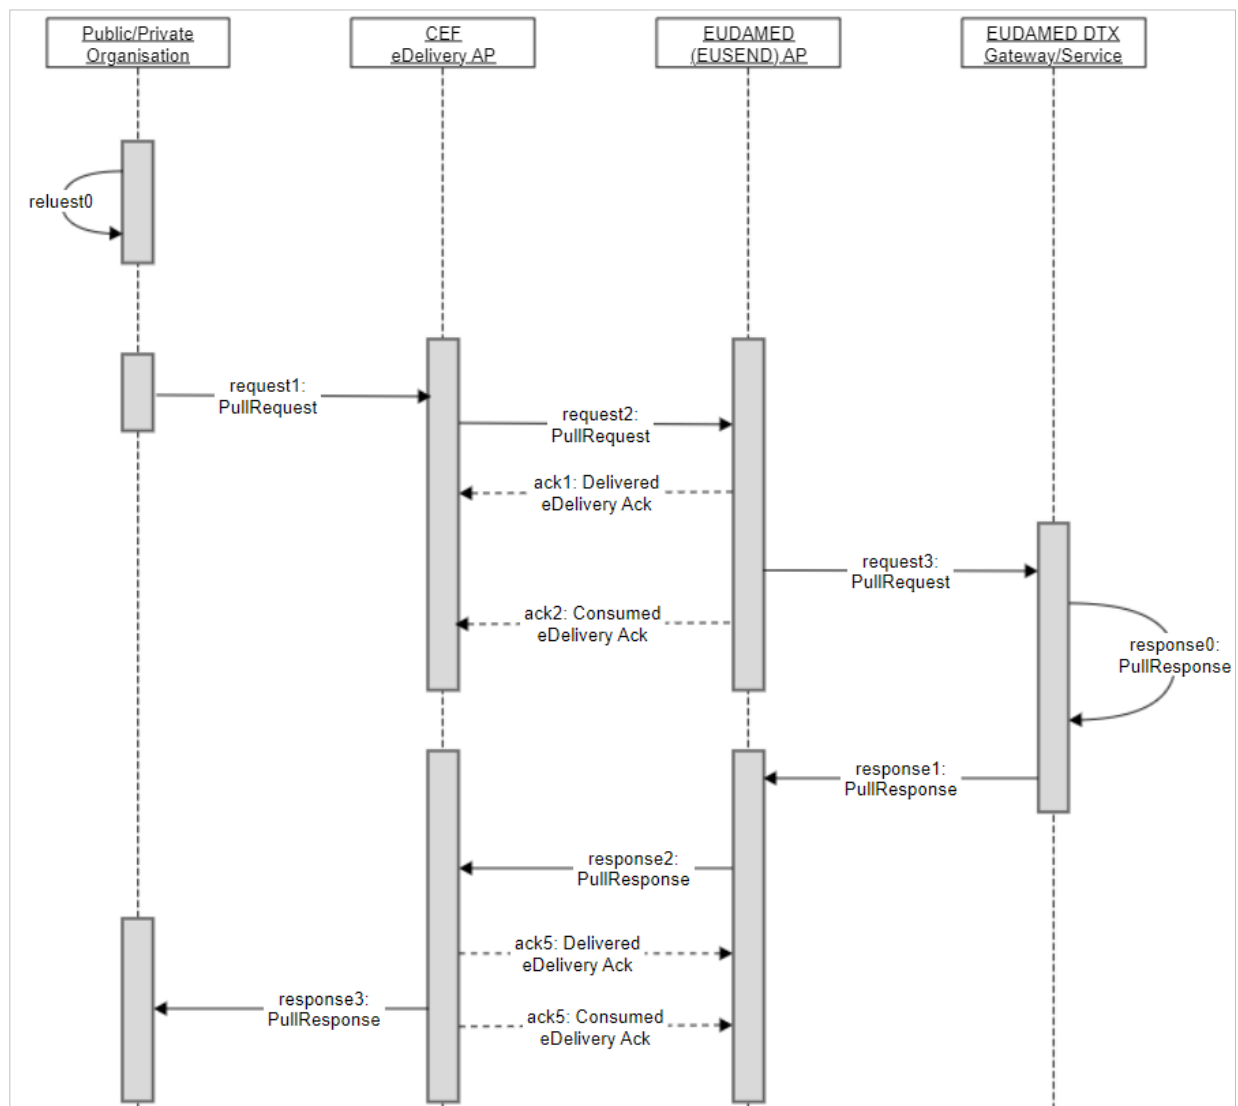 Public/Private
Organisation
CEF
eDelivery AP
EUDAMED
(EUSEND) AP
EUDAMED DTX
Gateway/Service
reluest0
request1:
PullRequest
request2:
PullRequest
ack1: Delivered
eDelivery Ack
request3:
PullRequest
ack2: Consumed
eDelivery Ack
response0:
PullResponse
response1:
PullResponse
response2:
PullResponse
ack5: Delivered
eDelivery Ack
response3:
PullResponse
ack5: Consumed
eDelivery Ack